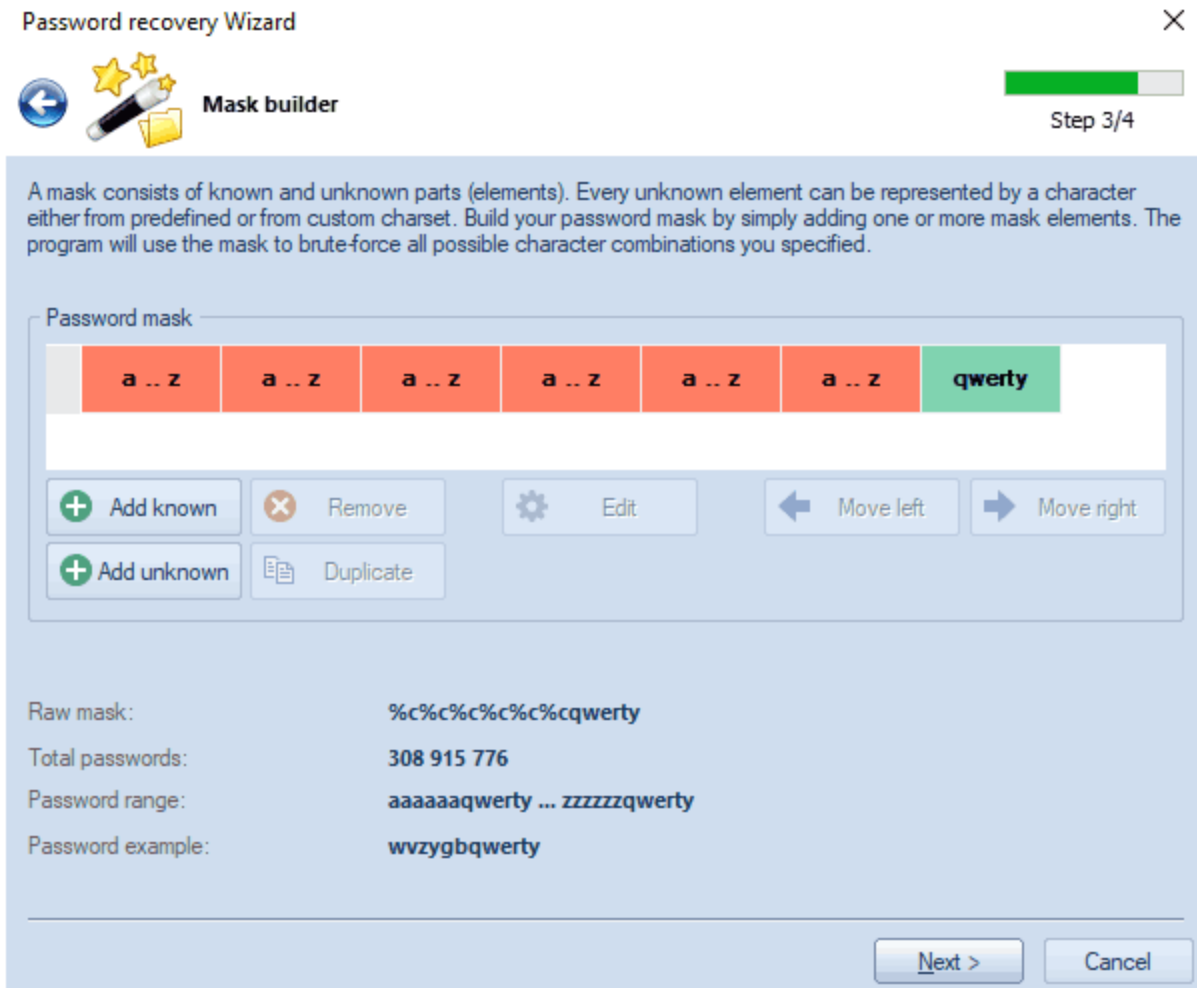 Password recovery Wizard
Mask builder
Step 3/4
A mask consists of known and unknown parts (elements). Every unknown element can be represented by a character
either from predefined or from custom charset. Build your password mask by simply adding one or more mask elements. The
program will use the mask to brute-force all possible character combinations you specified.
Password mask
a .. z a .. z a .. z a .. z a .. z a .. z qwerty
Add known Remove Edit Move left Move right
Add unknown Duplicate
Raw mask: %c%c%c%c%c%cqwerty
Total passwords: 308 915 776
Password range: aaaaaaqwerty ... zzzzzzqwerty
Password example: wvzygbqwerty
Next > Cancel